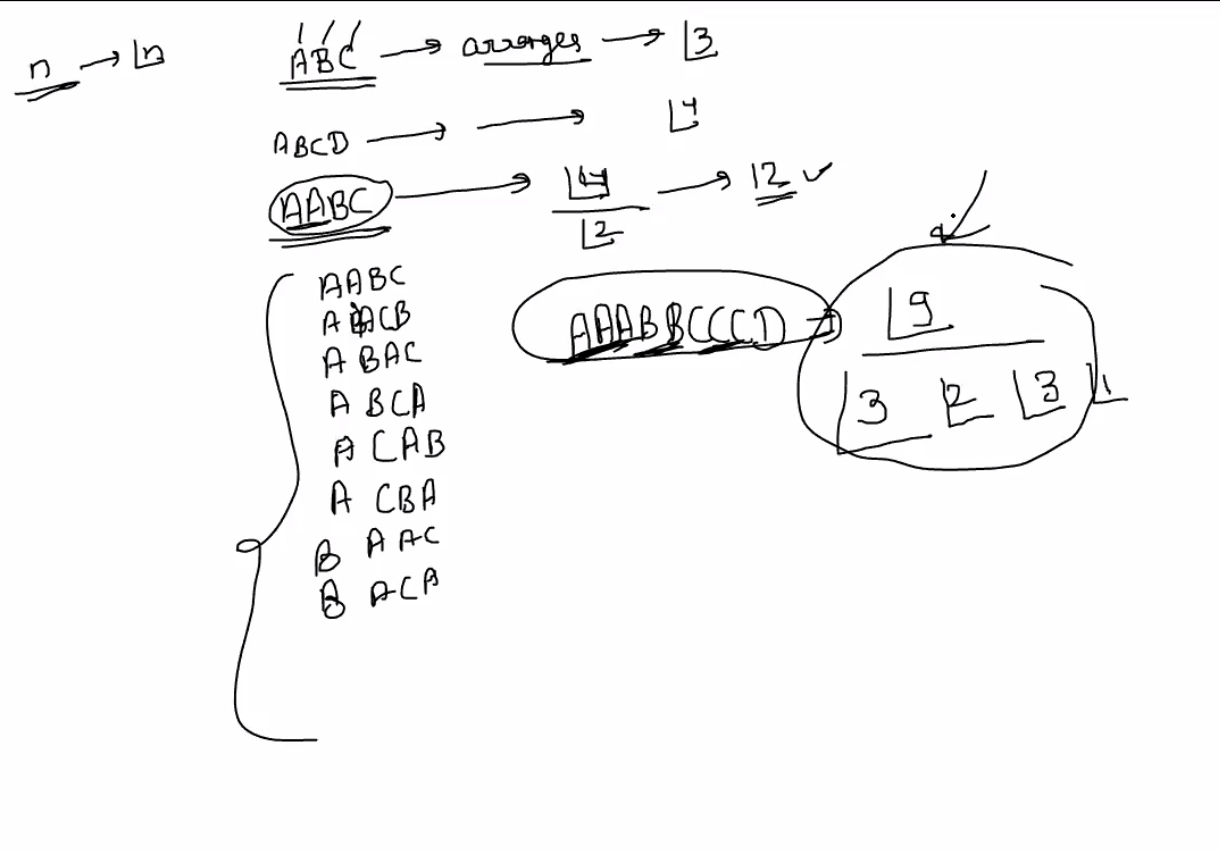 n → ⌊n
ABC → arranges → ⌊3
ABCD → → ⌊4
AABC → ⌊4 / ⌊2 → 12 ✓
AABC
AACB
ABAC
ABCA
ACAB
ACBA
BAAC
BACA
AAABBCCCD ⇒ ⌊9
⌊3 ⌊2 ⌊3 ⌊1